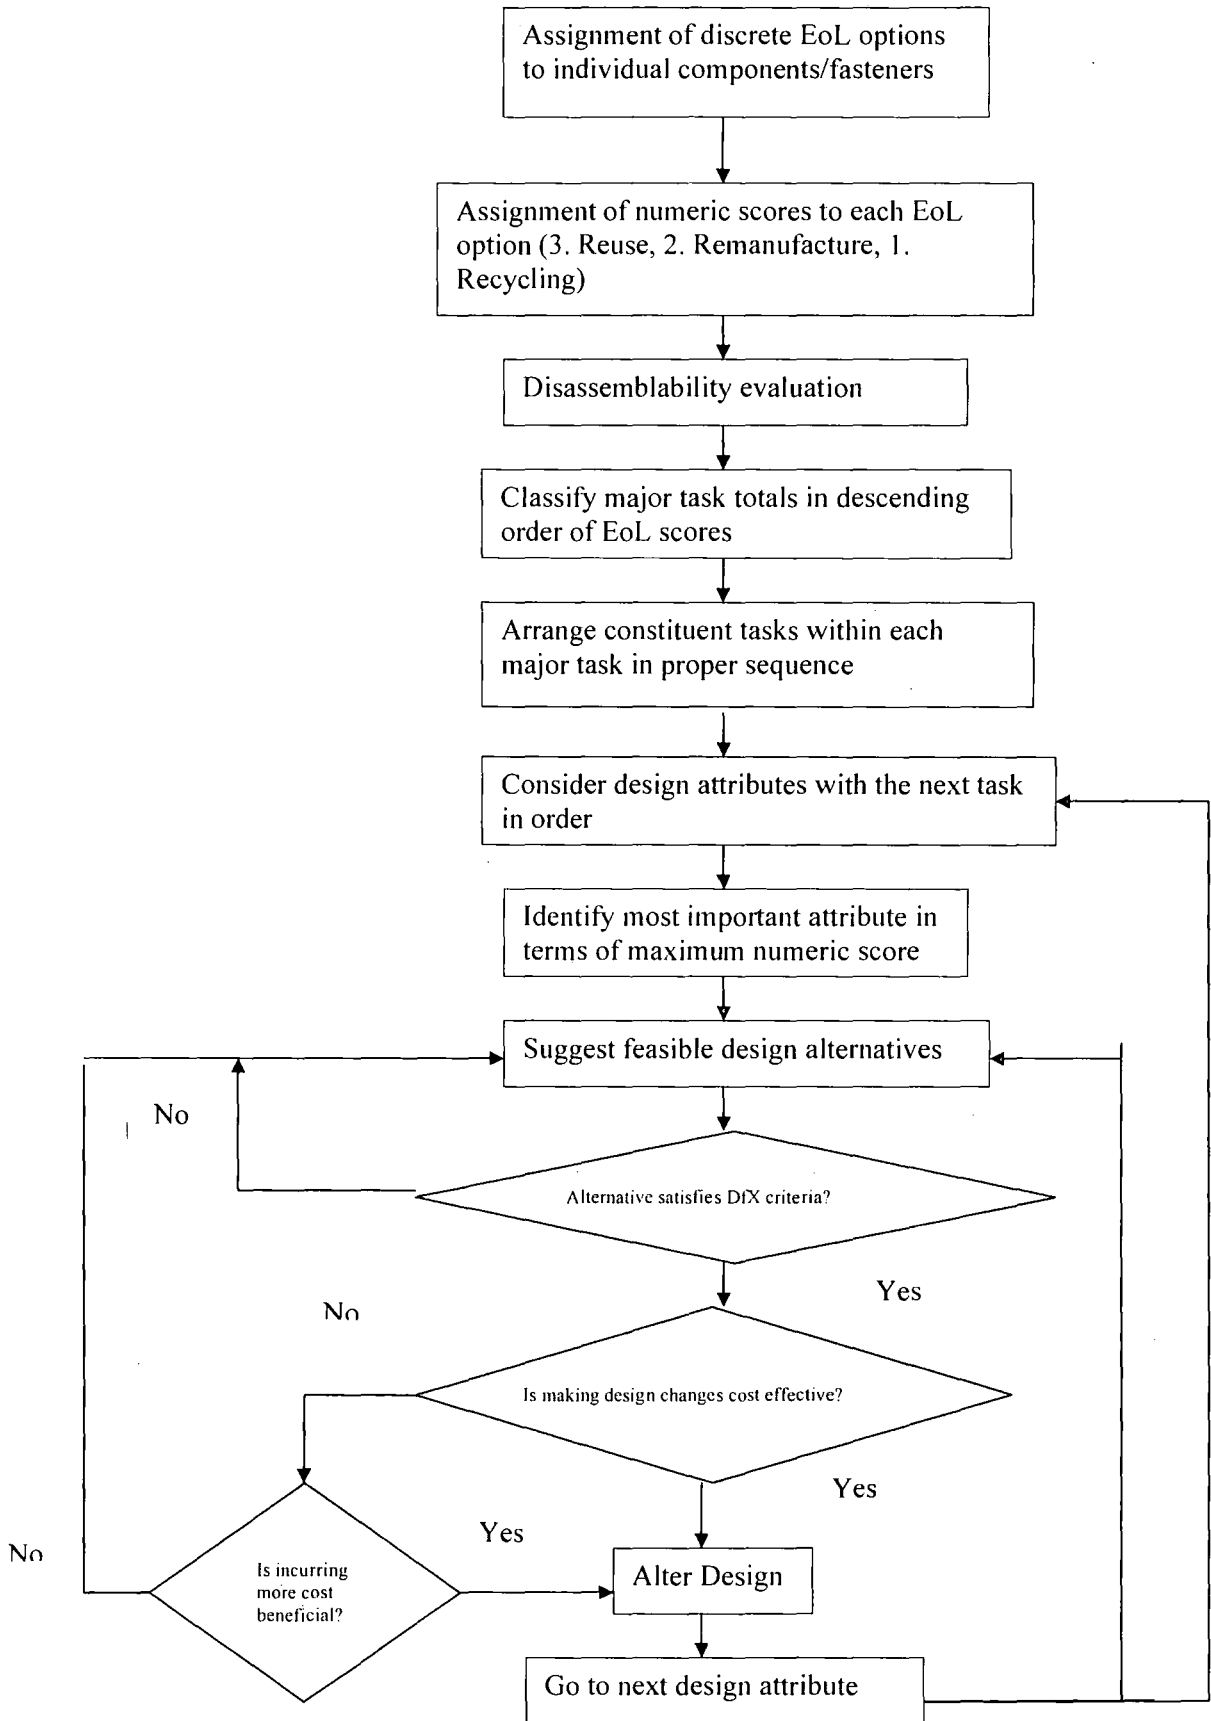 Assignment of discrete EoL options
to individual components/fasteners
Assignment of numeric scores to each EoL
option (3. Reuse, 2. Remanufacture, 1.
Recycling)
Disassemblability evaluation
Classify major task totals in descending
order of EoL scores
Arrange constituent tasks within each
major task in proper sequence
Consider design attributes with the next task
in order
Identify most important attribute in
terms of maximum numeric score
Suggest feasible design alternatives
No
Alternative satisfies DfX criteria?
Yes
No
Is making design changes cost effective?
Yes
Yes
No
Is incurring
more cost
beneficial?
Alter Design
Go to next design attribute